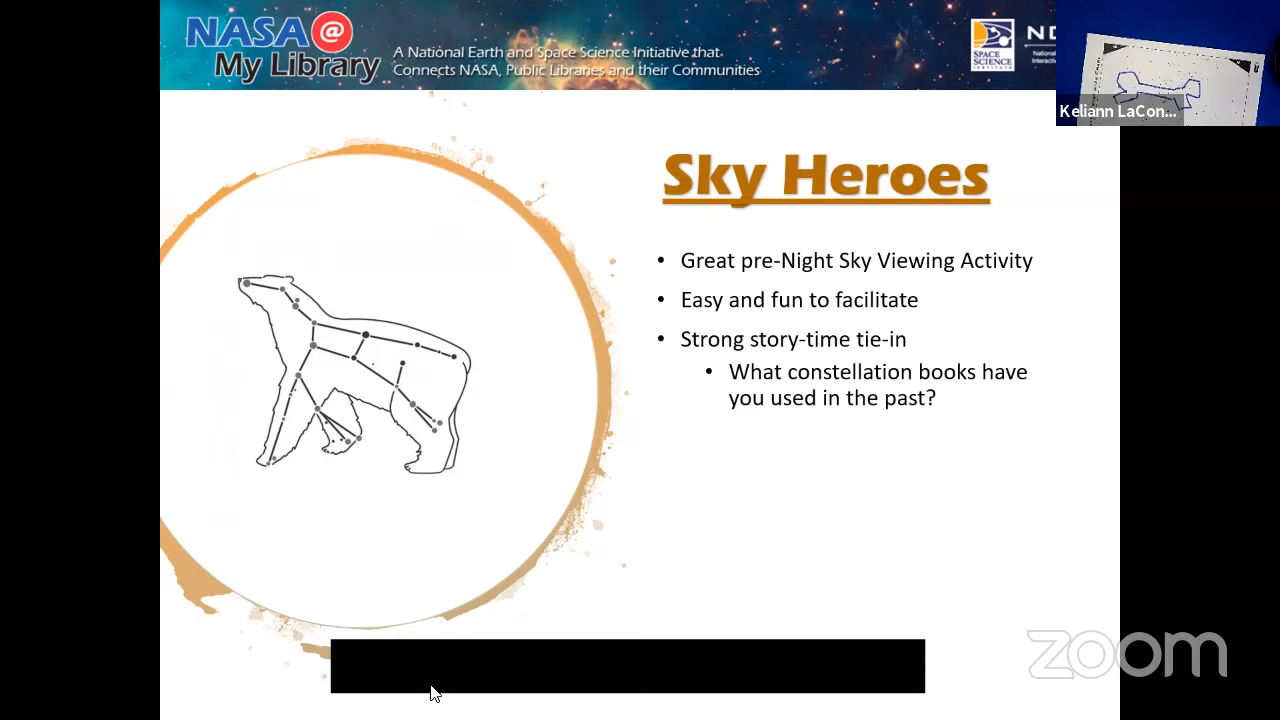 NASA @
My Library
A National Earth and Space Science Initiative that
Connects NASA, Public Libraries and their Communities
SPACE
SCIENCE
Keliann LaCon...
Sky Heroes
• Great pre-Night Sky Viewing Activity
• Easy and fun to facilitate
• Strong story-time tie-in
• What constellation books have
you used in the past?
zoom